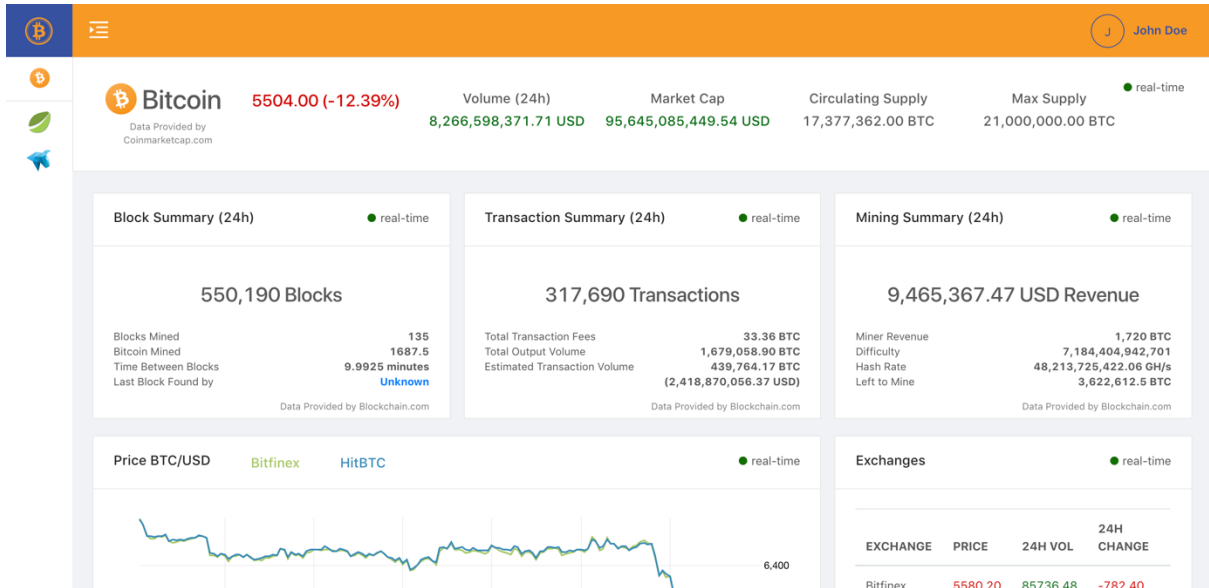 J John Doe
Bitcoin
Data Provided by
Coinmarketcap.com
5504.00 (-12.39%)
Volume (24h)
8,266,598,371.71 USD
Market Cap
95,645,085,449.54 USD
Circulating Supply
17,377,362.00 BTC
Max Supply
21,000,000.00 BTC
real-time
Block Summary (24h) real-time
550,190 Blocks
Blocks Mined 135
Bitcoin Mined 1687.5
Time Between Blocks 9.9925 minutes
Last Block Found by Unknown
Data Provided by Blockchain.com
Transaction Summary (24h) real-time
317,690 Transactions
Total Transaction Fees 33.36 BTC
Total Output Volume 1,679,058.90 BTC
Estimated Transaction Volume 439,764.17 BTC
(2,418,870,056.37 USD)
Data Provided by Blockchain.com
Mining Summary (24h) real-time
9,465,367.47 USD Revenue
Miner Revenue 1,720 BTC
Difficulty 7,184,404,942,701
Hash Rate 48,213,725,422.06 GH/s
Left to Mine 3,622,612.5 BTC
Data Provided by Blockchain.com
Price BTC/USD Bitfinex HitBTC real-time
6,400
Exchanges real-time
EXCHANGE PRICE 24H VOL 24H CHANGE
Bitfinex 5580.20 85736.48 -782.40